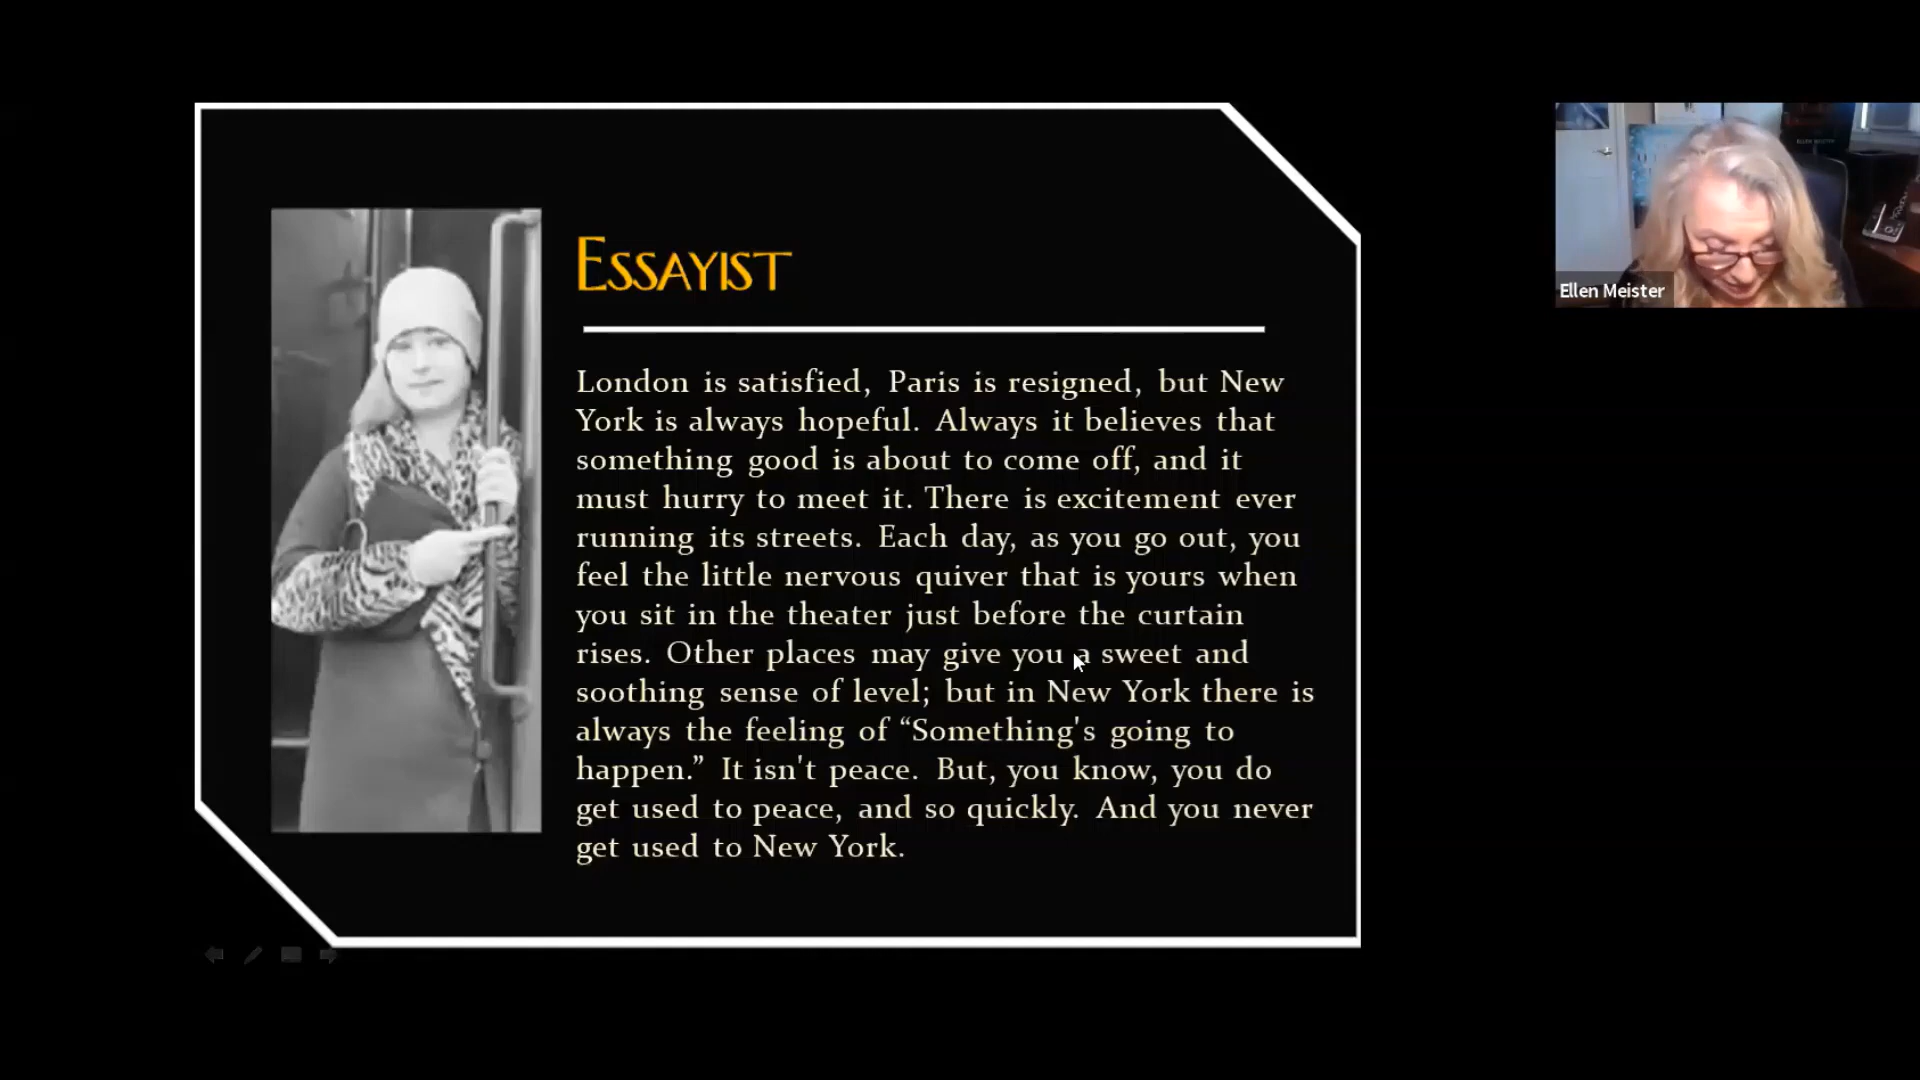 Essayist
London is satisfied, Paris is resigned, but New
York is always hopeful. Always it believes that
something good is about to come off, and it
must hurry to meet it. There is excitement ever
running its streets. Each day, as you go out, you
feel the little nervous quiver that is yours when
you sit in the theater just before the curtain
rises. Other places may give you a sweet and
soothing sense of level; but in New York there is
always the feeling of “Something's going to
happen.” It isn't peace. But, you know, you do
get used to peace, and so quickly. And you never
get used to New York.
Ellen Meister